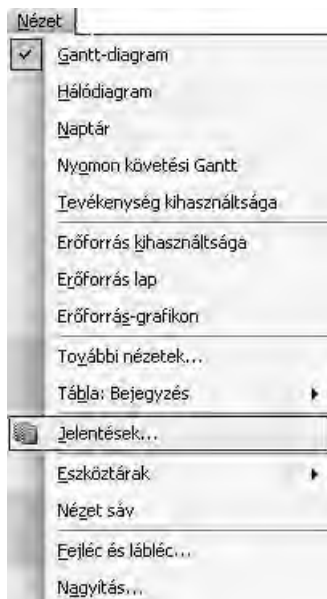 Nézet
Gantt-diagram
Hálódiagram
Naptár
Nyomon követési Gantt
Tevékenység kihasználtsága
Erőforrás kihasználtsága
Erőforrás lap
Erőforrás-grafikon
További nézetek...
Tábla: Bejegyzés
Jelentések...
Eszköztárak
Nézet sáv
Fejléc és lábléc...
Nagyítás...